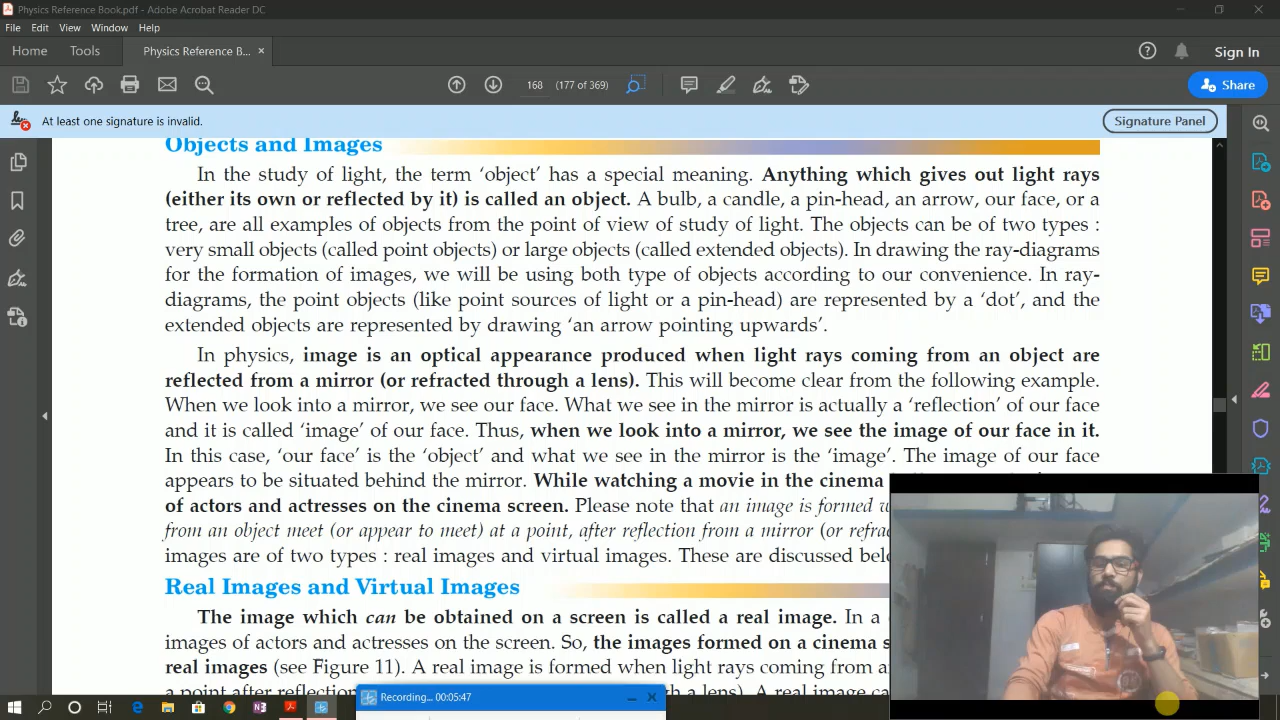 Physics Reference Book.pdf - Adobe Acrobat Reader DC
File Edit View Window Help
Home Tools Physics Reference B... × Sign In
168 (177 of 369) Share
At least one signature is invalid. Signature Panel
Objects and Images
In the study of light, the term ‘object’ has a special meaning. Anything which gives out light rays
(either its own or reflected by it) is called an object. A bulb, a candle, a pin-head, an arrow, our face, or a
tree, are all examples of objects from the point of view of study of light. The objects can be of two types :
very small objects (called point objects) or large objects (called extended objects). In drawing the ray-diagrams
for the formation of images, we will be using both type of objects according to our convenience. In ray-
diagrams, the point objects (like point sources of light or a pin-head) are represented by a ‘dot’, and the
extended objects are represented by drawing ‘an arrow pointing upwards’.
In physics, image is an optical appearance produced when light rays coming from an object are
reflected from a mirror (or refracted through a lens). This will become clear from the following example.
When we look into a mirror, we see our face. What we see in the mirror is actually a ‘reflection’ of our face
and it is called ‘image’ of our face. Thus, when we look into a mirror, we see the image of our face in it.
In this case, ‘our face’ is the ‘object’ and what we see in the mirror is the ‘image’. The image of our face
appears to be situated behind the mirror. While watching a movie in the cinema
of actors and actresses on the cinema screen. Please note that an image is formed
from an object meet (or appear to meet) at a point, after reflection from a mirror (or
images are of two types : real images and virtual images. These are discussed
Real Images and Virtual Images
The image which can be obtained on a screen is called a real image. In a
images of actors and actresses on the screen. So, the images formed on a cinema
real images (see Figure 11). A real image is formed when light rays coming from
a point after a lens). A real image
Recording... 00:05:47